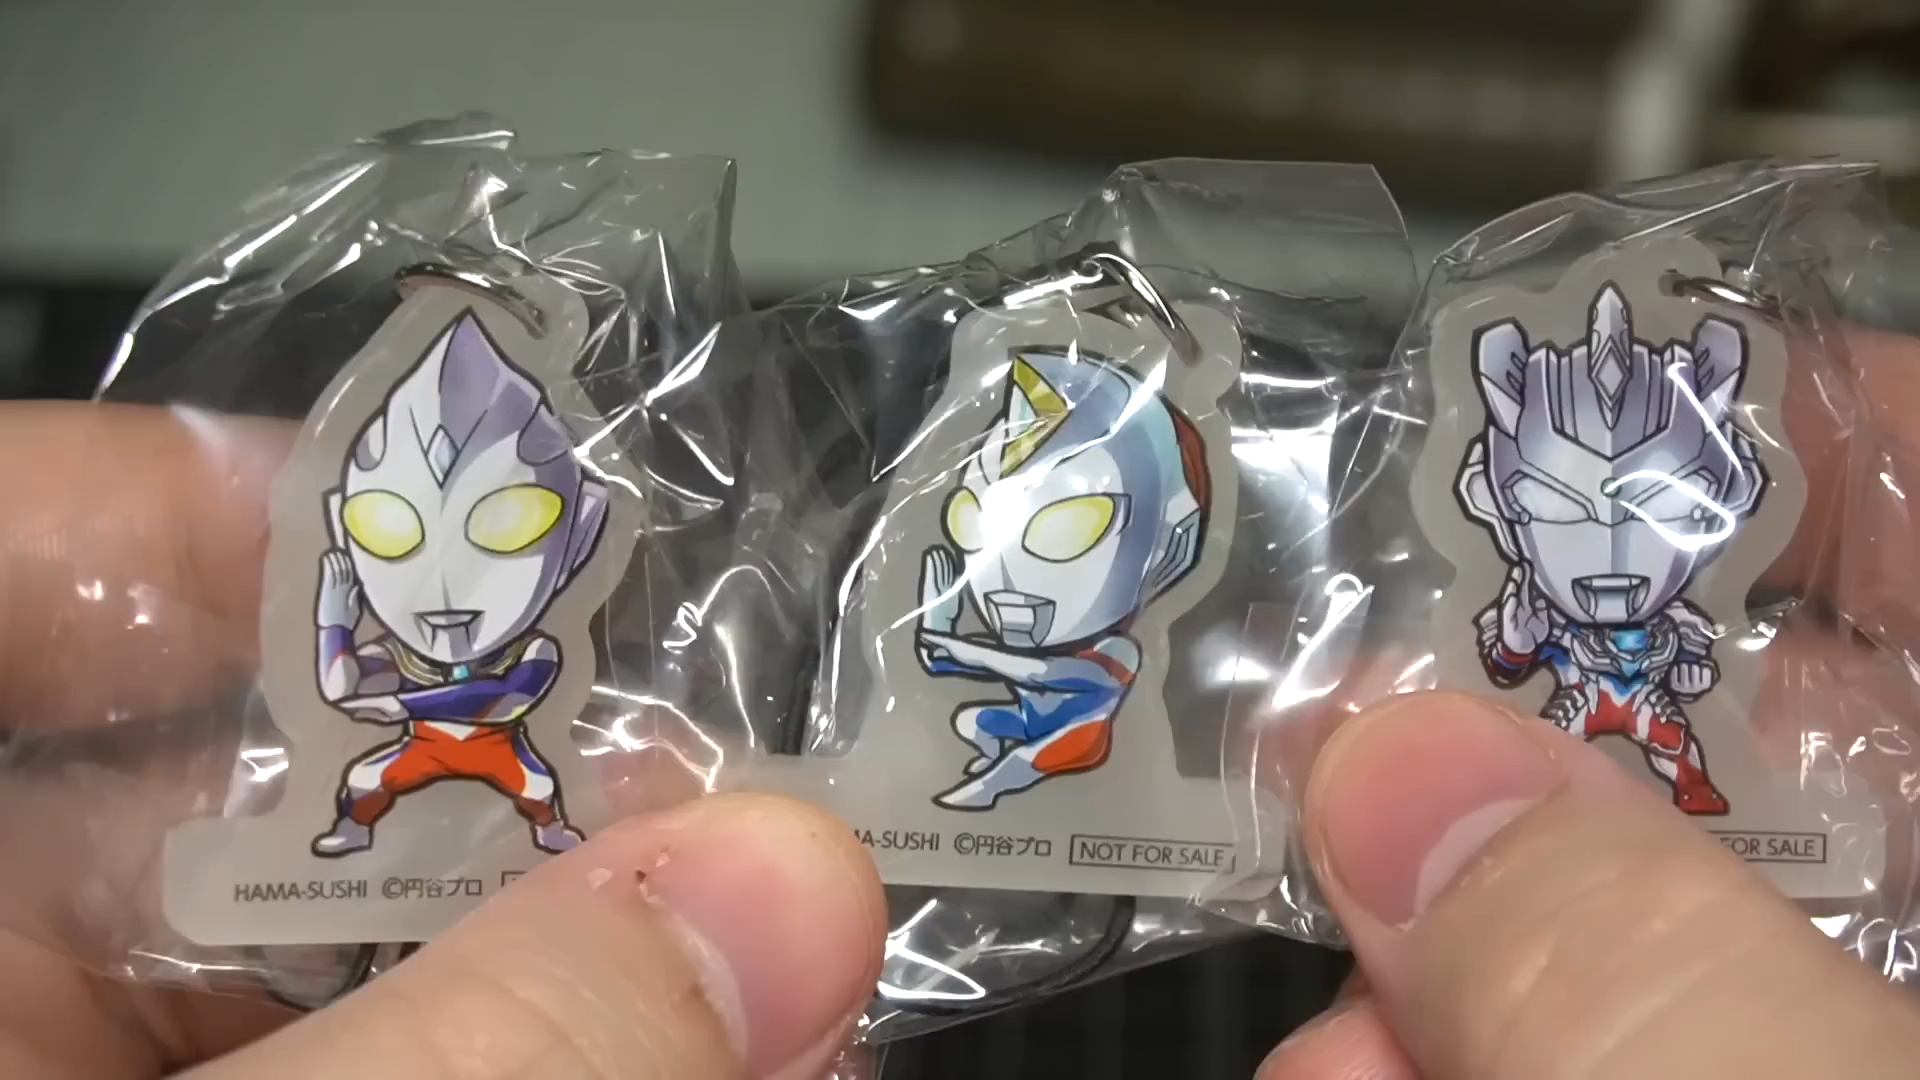 HAMA-SUSHI ©円谷プロ
MA-SUSHI ©円谷プロ NOT FOR SALE
FOR SALE